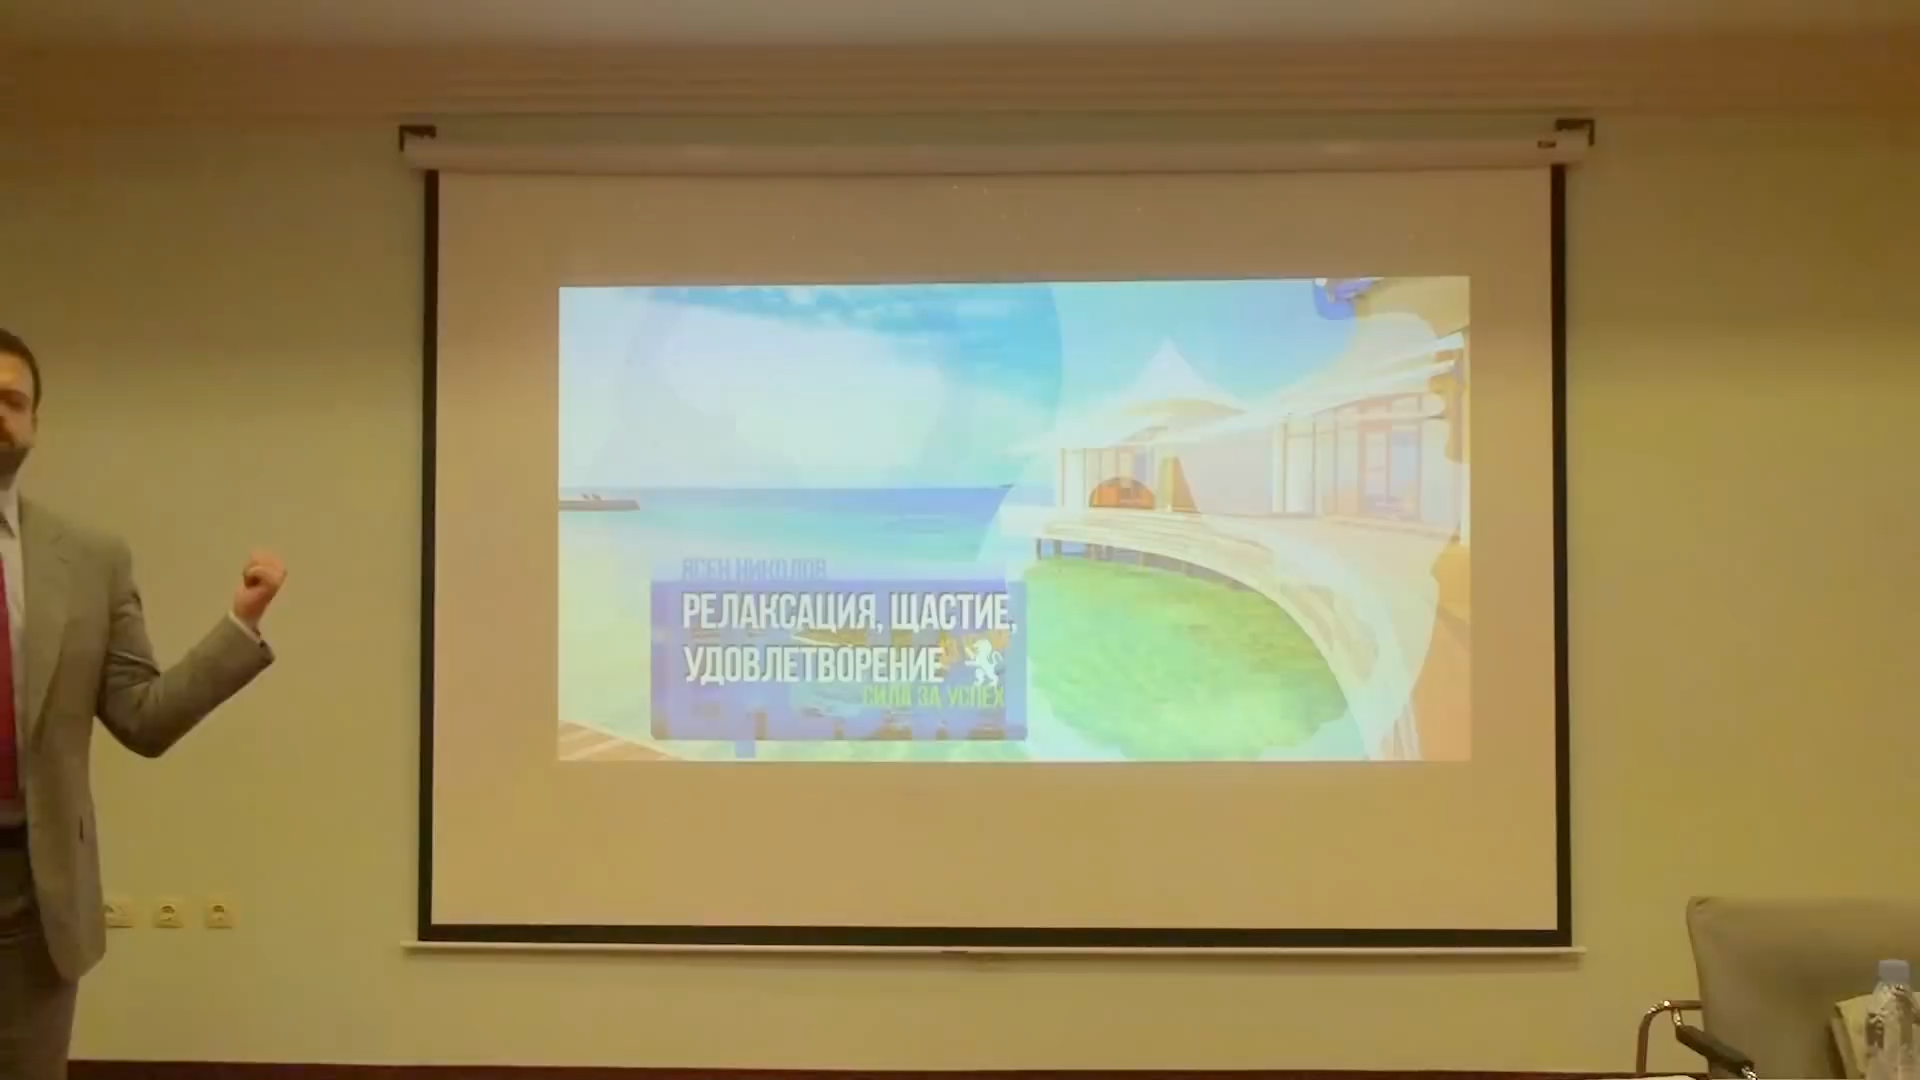 ЯСЕН НИКОЛОВ
РЕЛАКСАЦИЯ, ЩАСТИЕ,
УДОВЛЕТВОРЕНИЕ
СИЛА ЗА УСПЕХ